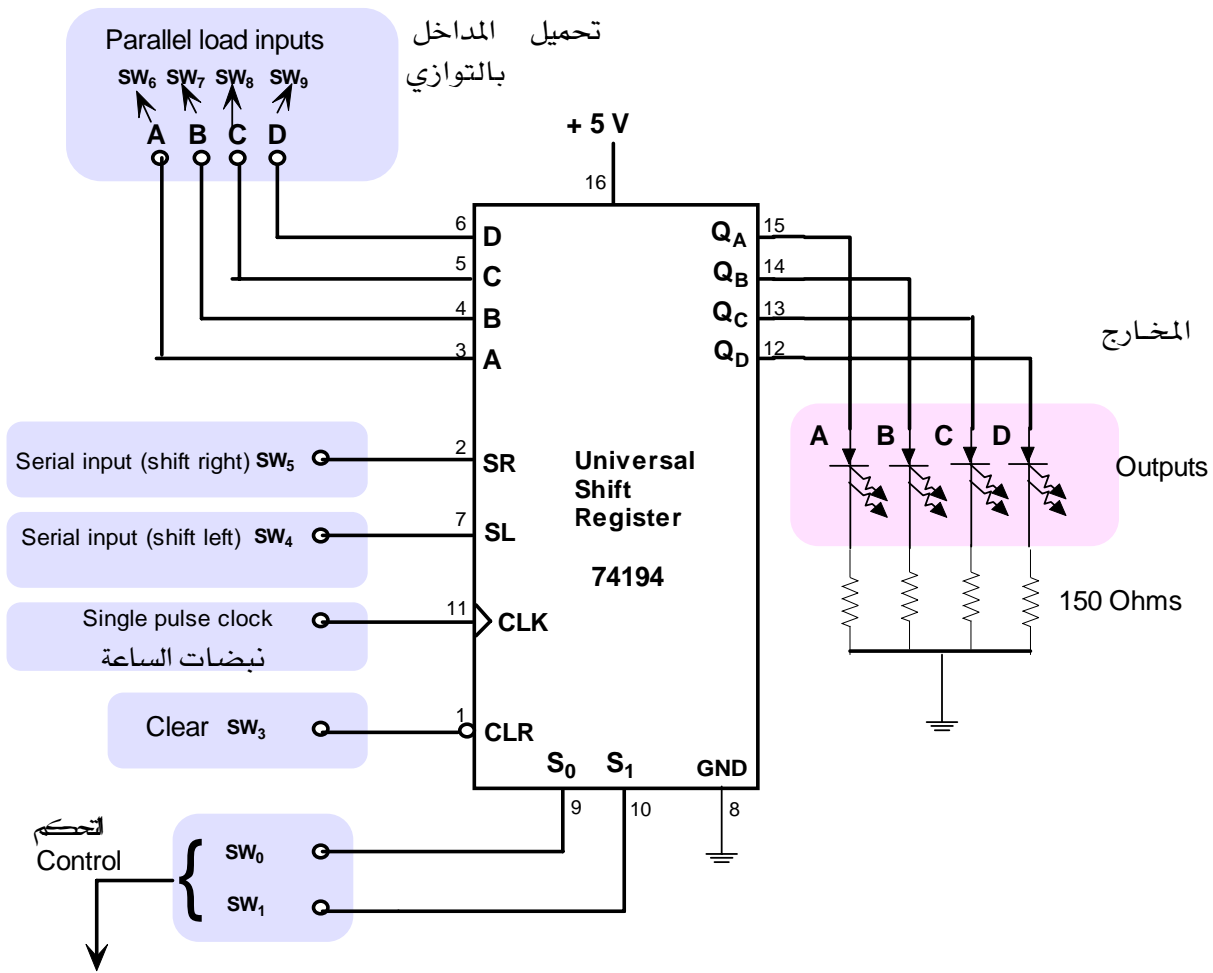 Parallel load inputs
تحميل المداخل
بالتوازي
SW6 SW7 SW8 SW9
A B C D
+ 5 V
16
6 D
5 C
4 B
3 A
QA 15
QB 14
QC 13
QD 12
المخارج
A B C D
Outputs
150 Ohms
Serial input (shift right) SW5
2 SR
Serial input (shift left) SW4
7 SL
Universal
Shift
Register
74194
Single pulse clock
نبضات الساعة
11 CLK
Clear SW3
1 CLR
S0 S1 GND
9 10 8
التحكم
Control
SW0
SW1
{